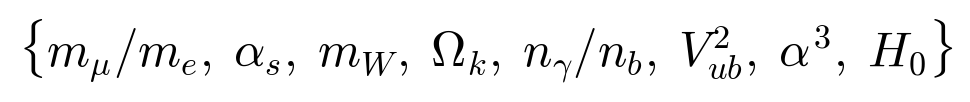 {m_μ/m_e, α_s, m_W, Ω_k, n_γ/n_b, V_{ub}^2, α^3, H_0}